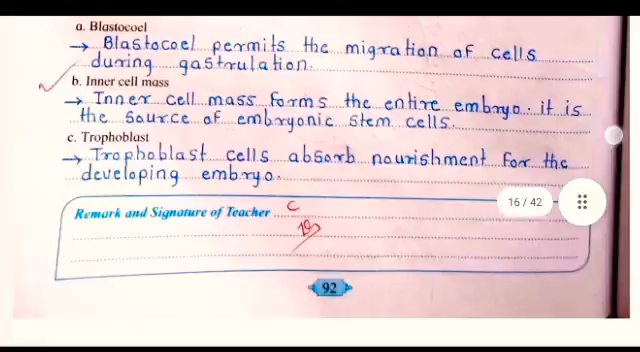 a. Blastocoel
→ Blastocoel permits the migration of cells
during gastrulation.
b. Inner cell mass
→ Inner cell mass forms the entire embryo. it is
the source of embryonic stem cells.
c. Trophoblast
→ Trophoblast cells absorb nourishment for the
developing embryo.
Remark and Signature of Teacher
C
16 / 42
92